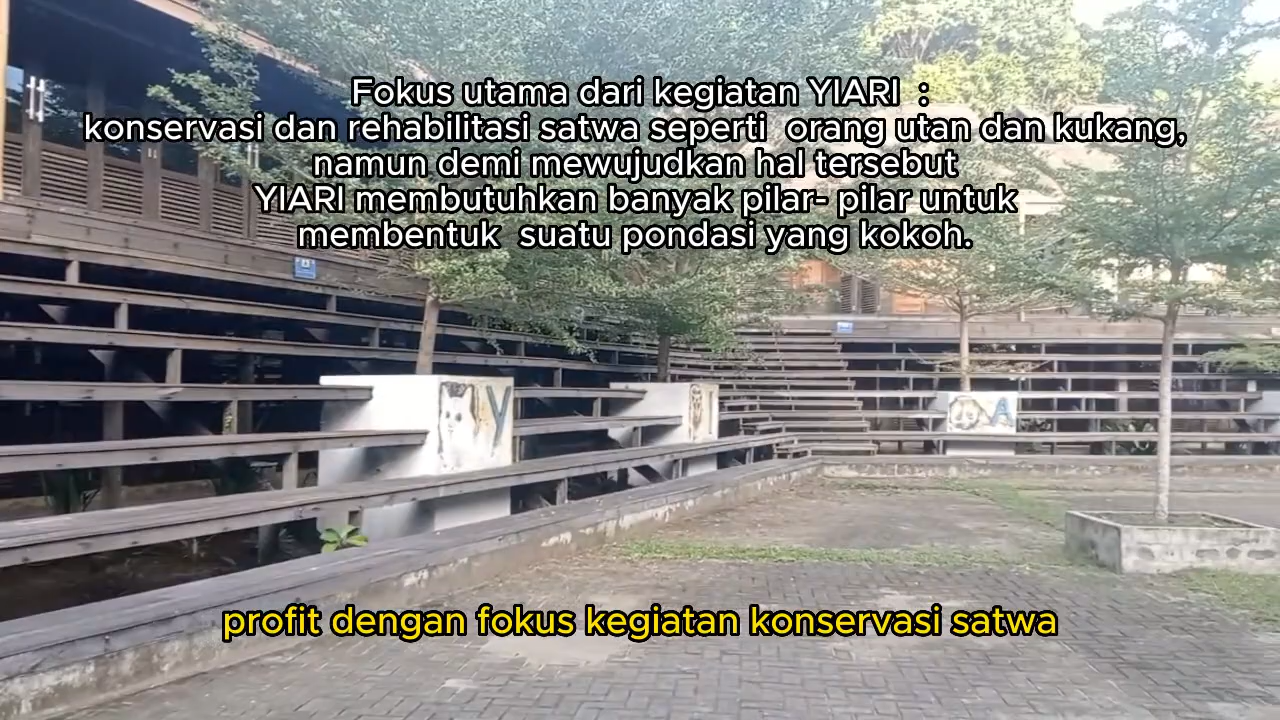 Fokus utama dari kegiatan YIARI :
konservasi dan rehabilitasi satwa seperti orang utan dan kukang,
namun demi mewujudkan hal tersebut
YIARI membutuhkan banyak pilar- pilar untuk
membentuk suatu pondasi yang kokoh.
Y
A
profit dengan fokus kegiatan konservasi satwa